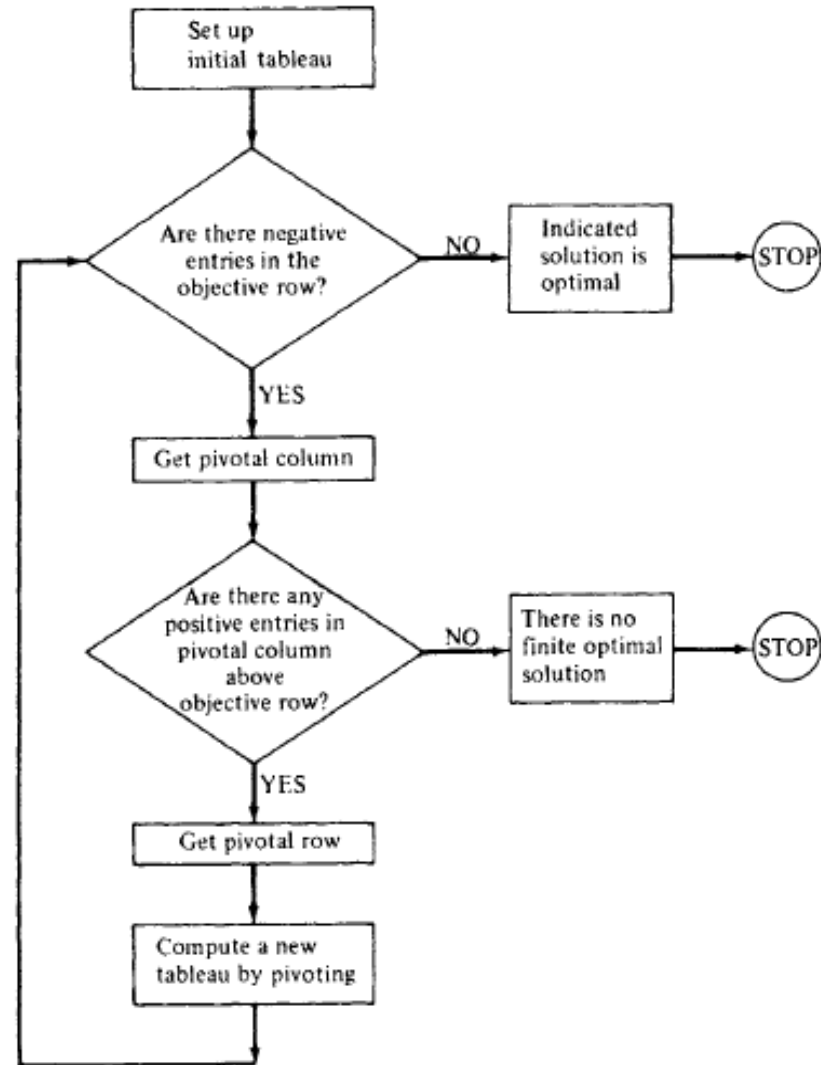 Set up
initial tableau
Are there negative
entries in the
objective row?
NO
Indicated
solution is
optimal
STOP
YES
Get pivotal column
Are there any
positive entries in
pivotal column
above
objective row?
NO
There is no
finite optimal
solution
STOP
YES
Get pivotal row
Compute a new
tableau by pivoting